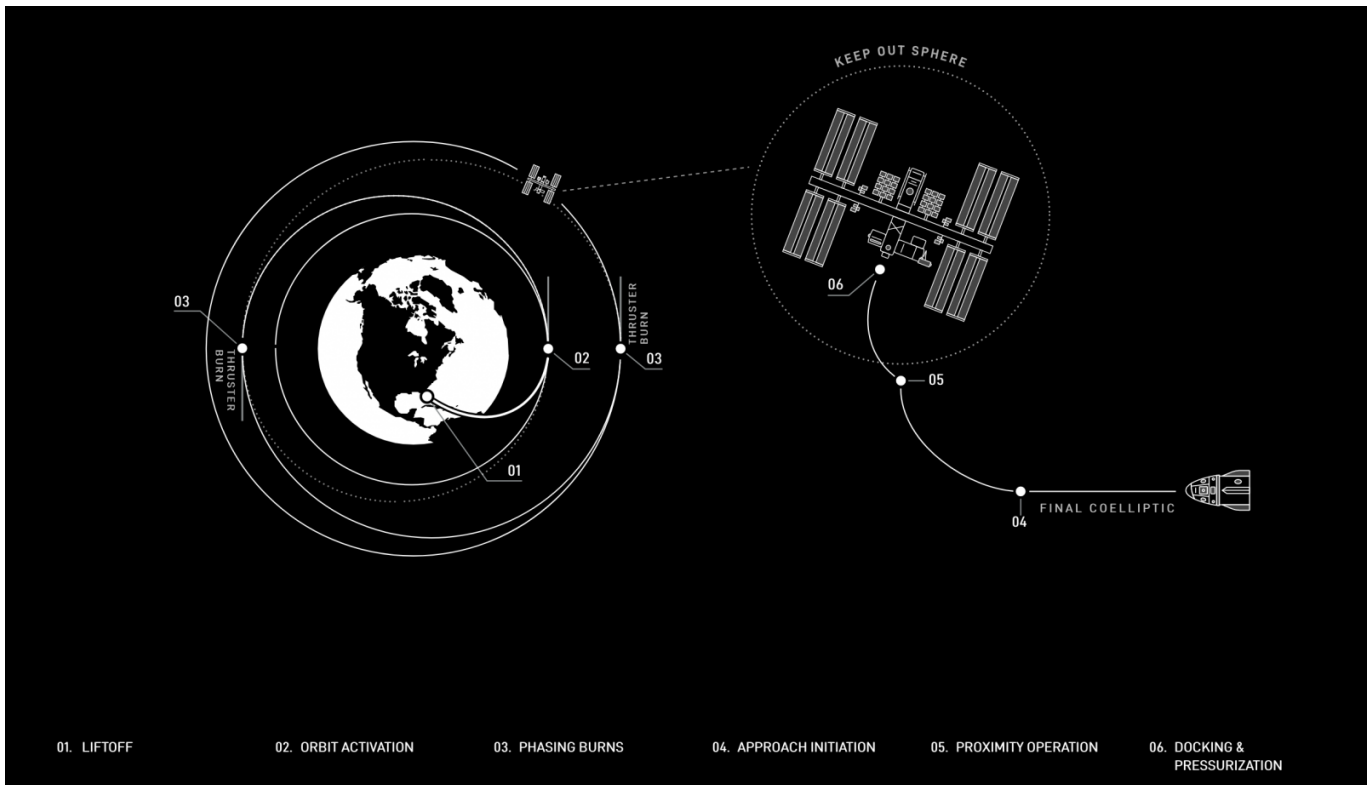 KEEP OUT SPHERE
03
THRUSTER
BURN
02
THRUSTER
BURN
03
01
06
05
04
FINAL COELLIPTIC
01. LIFTOFF
02. ORBIT ACTIVATION
03. PHASING BURNS
04. APPROACH INITIATION
05. PROXIMITY OPERATION
06. DOCKING &
PRESSURIZATION